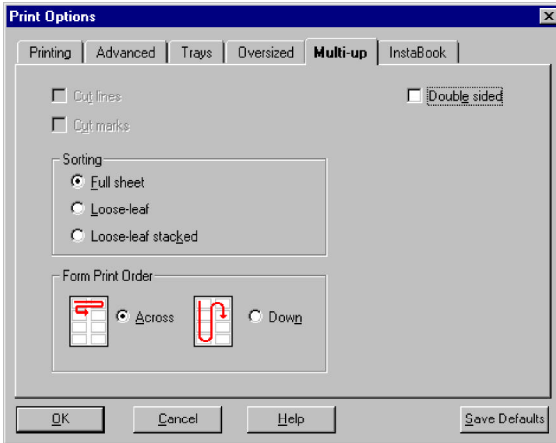 Print Options
Printing Advanced Trays Oversized Multi-up InstaBook
Cut lines Double sided
Cut marks
Sorting
Full sheet
Loose-leaf
Loose-leaf stacked
Form Print Order
Across Down
OK Cancel Help Save Defaults